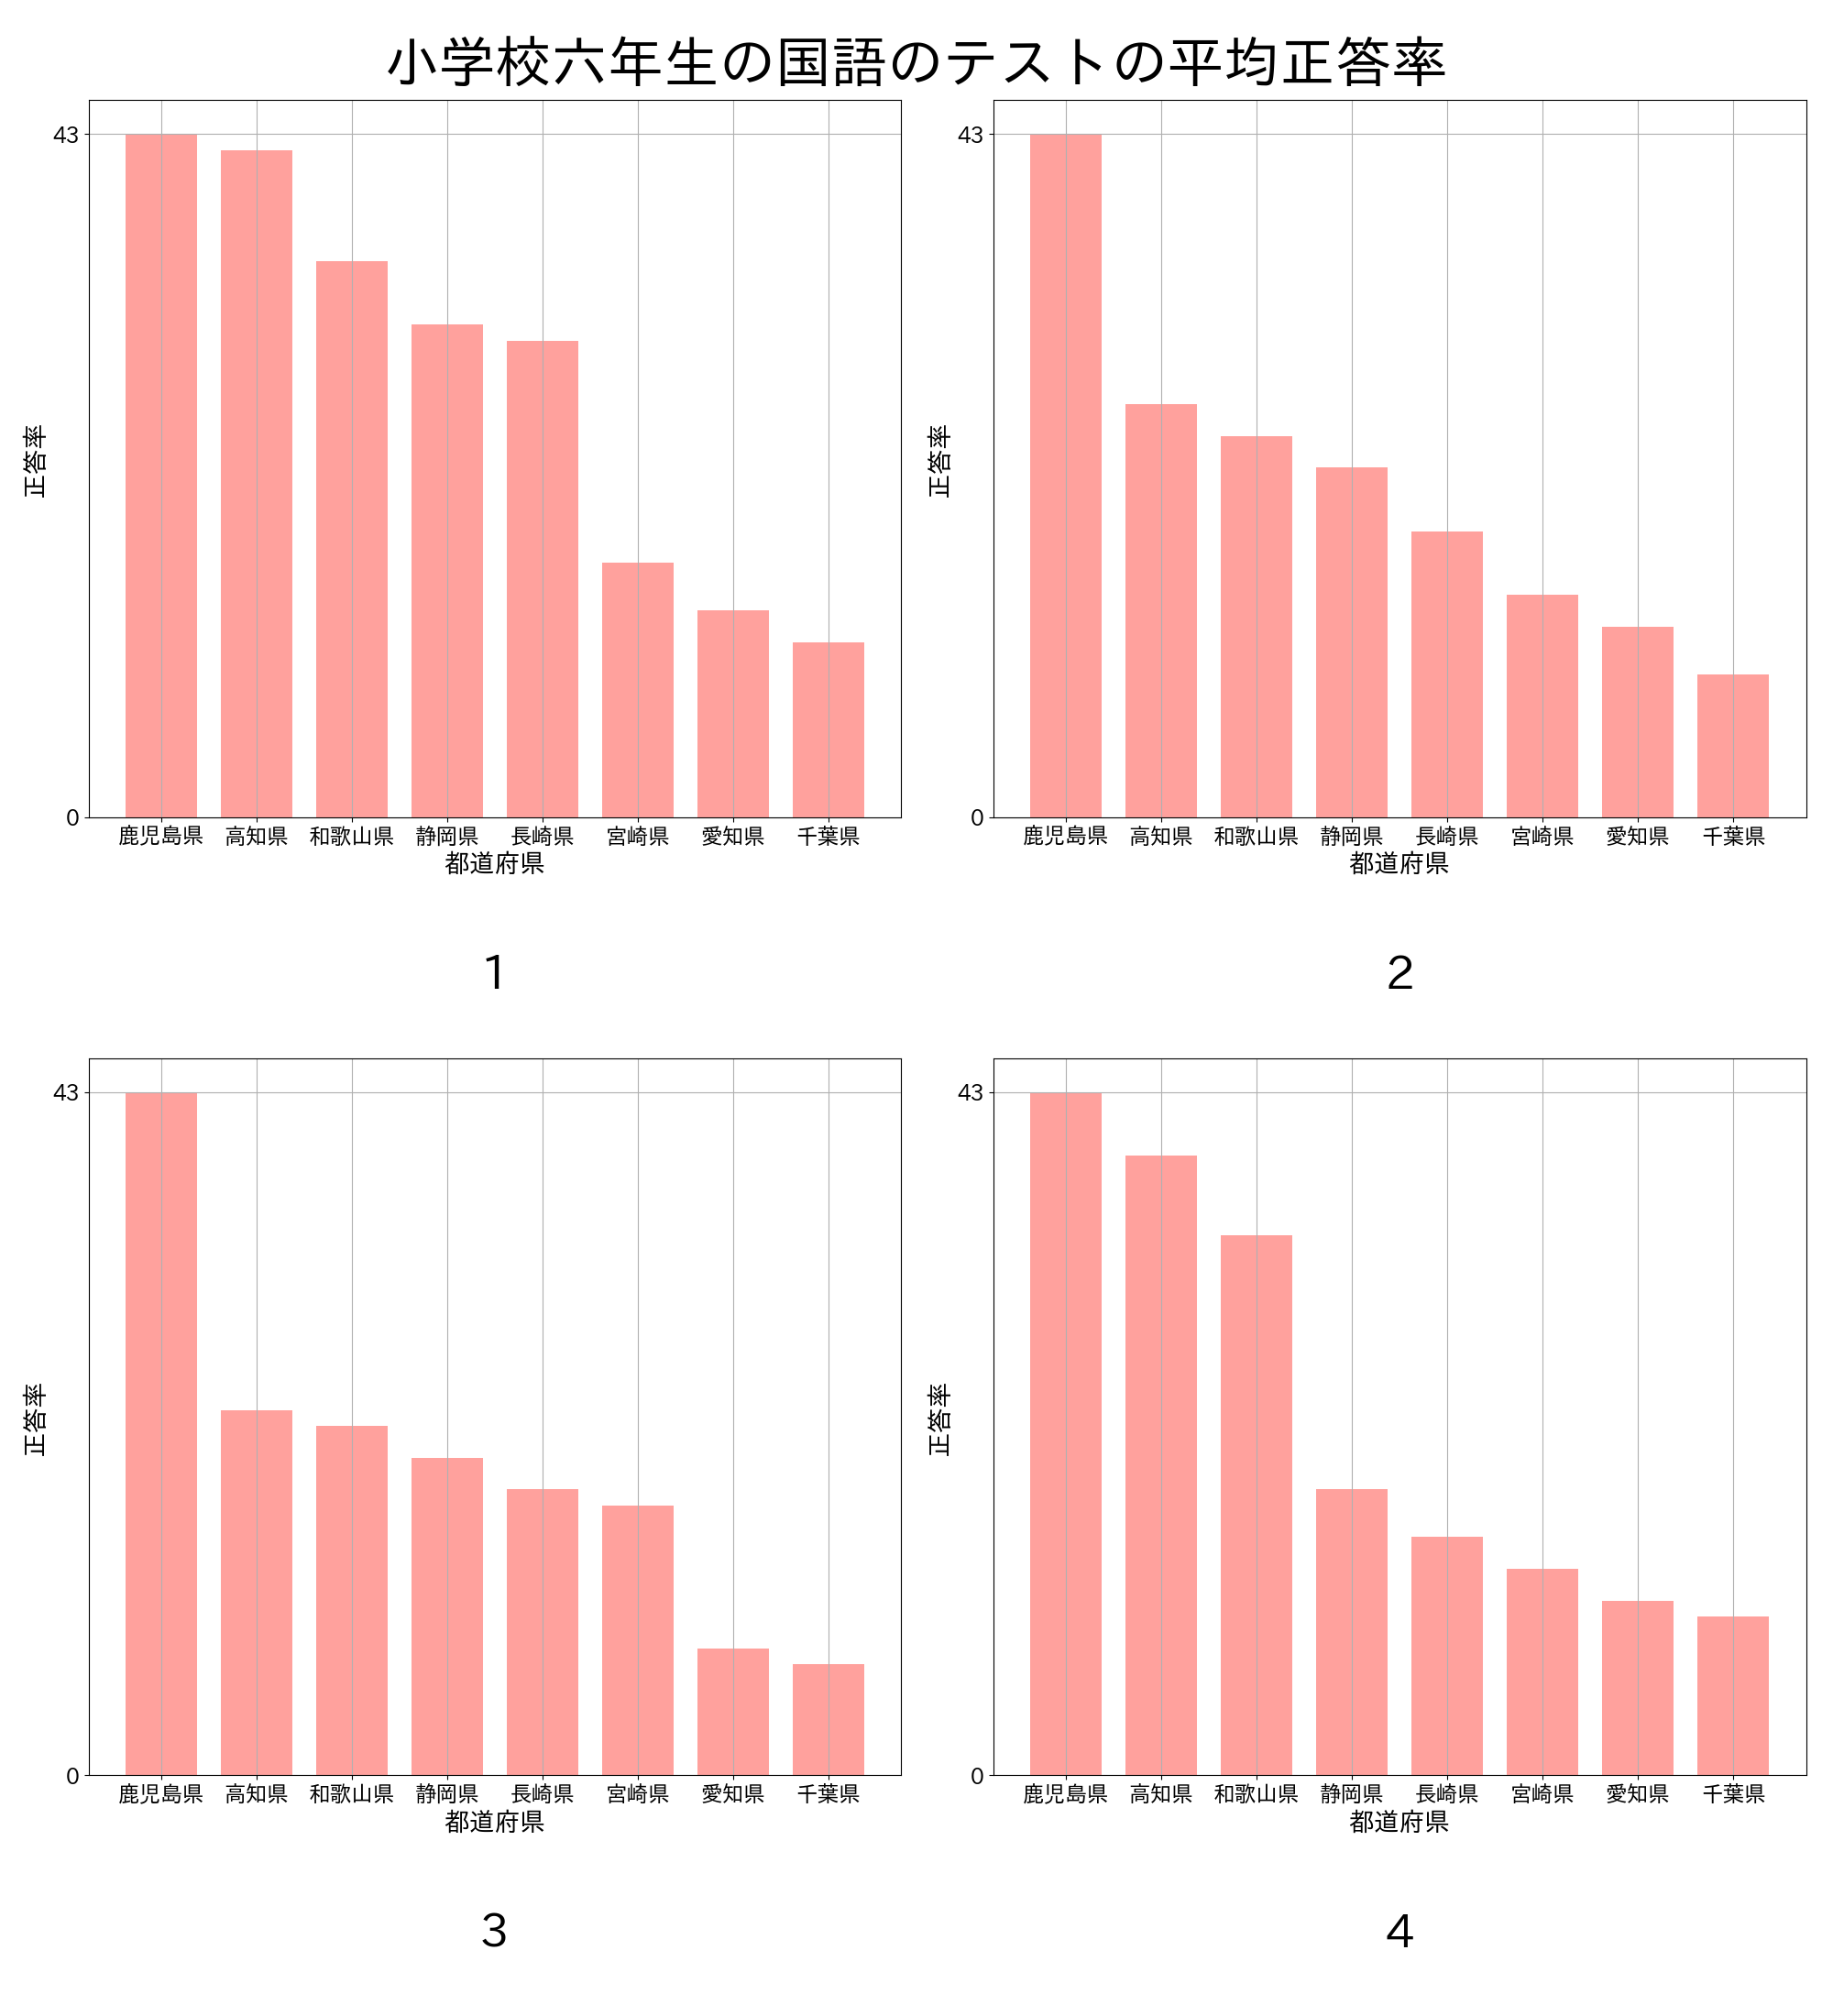 小学校六年生の国語のテストの平均正答率
43
0
正答率
鹿児島県 高知県 和歌山県 静岡県 長崎県 宮崎県 愛知県 千葉県
都道府県
1
43
0
正答率
鹿児島県 高知県 和歌山県 静岡県 長崎県 宮崎県 愛知県 千葉県
都道府県
2
43
0
正答率
鹿児島県 高知県 和歌山県 静岡県 長崎県 宮崎県 愛知県 千葉県
都道府県
3
43
0
正答率
鹿児島県 高知県 和歌山県 静岡県 長崎県 宮崎県 愛知県 千葉県
都道府県
4